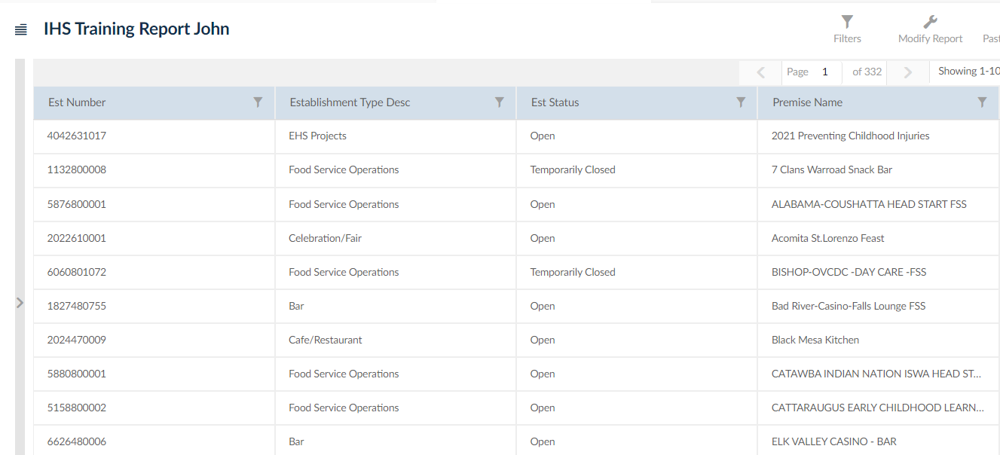 IHS Training Report John
Filters
Modify Report
Page 1 of 332
Showing 1-10
Est Number Establishment Type Desc Est Status Premise Name
4042631017 EHS Projects Open 2021 Preventing Childhood Injuries
1132800008 Food Service Operations Temporarily Closed 7 Clans Warroad Snack Bar
5876800001 Food Service Operations Open ALABAMA-COUSHATTA HEAD START FSS
2022610001 Celebration/Fair Open Acomita St.Lorenzo Feast
6060801072 Food Service Operations Temporarily Closed BISHOP-OVCDC -DAY CARE -FSS
1827480755 Bar Open Bad River-Casino-Falls Lounge FSS
2024470009 Cafe/Restaurant Open Black Mesa Kitchen
5880800001 Food Service Operations Open CATAWBA INDIAN NATION ISWA HEAD ST...
5158800002 Food Service Operations Open CATTARAUGUS EARLY CHILDHOOD LEARN...
6626480006 Bar Open ELK VALLEY CASINO - BAR